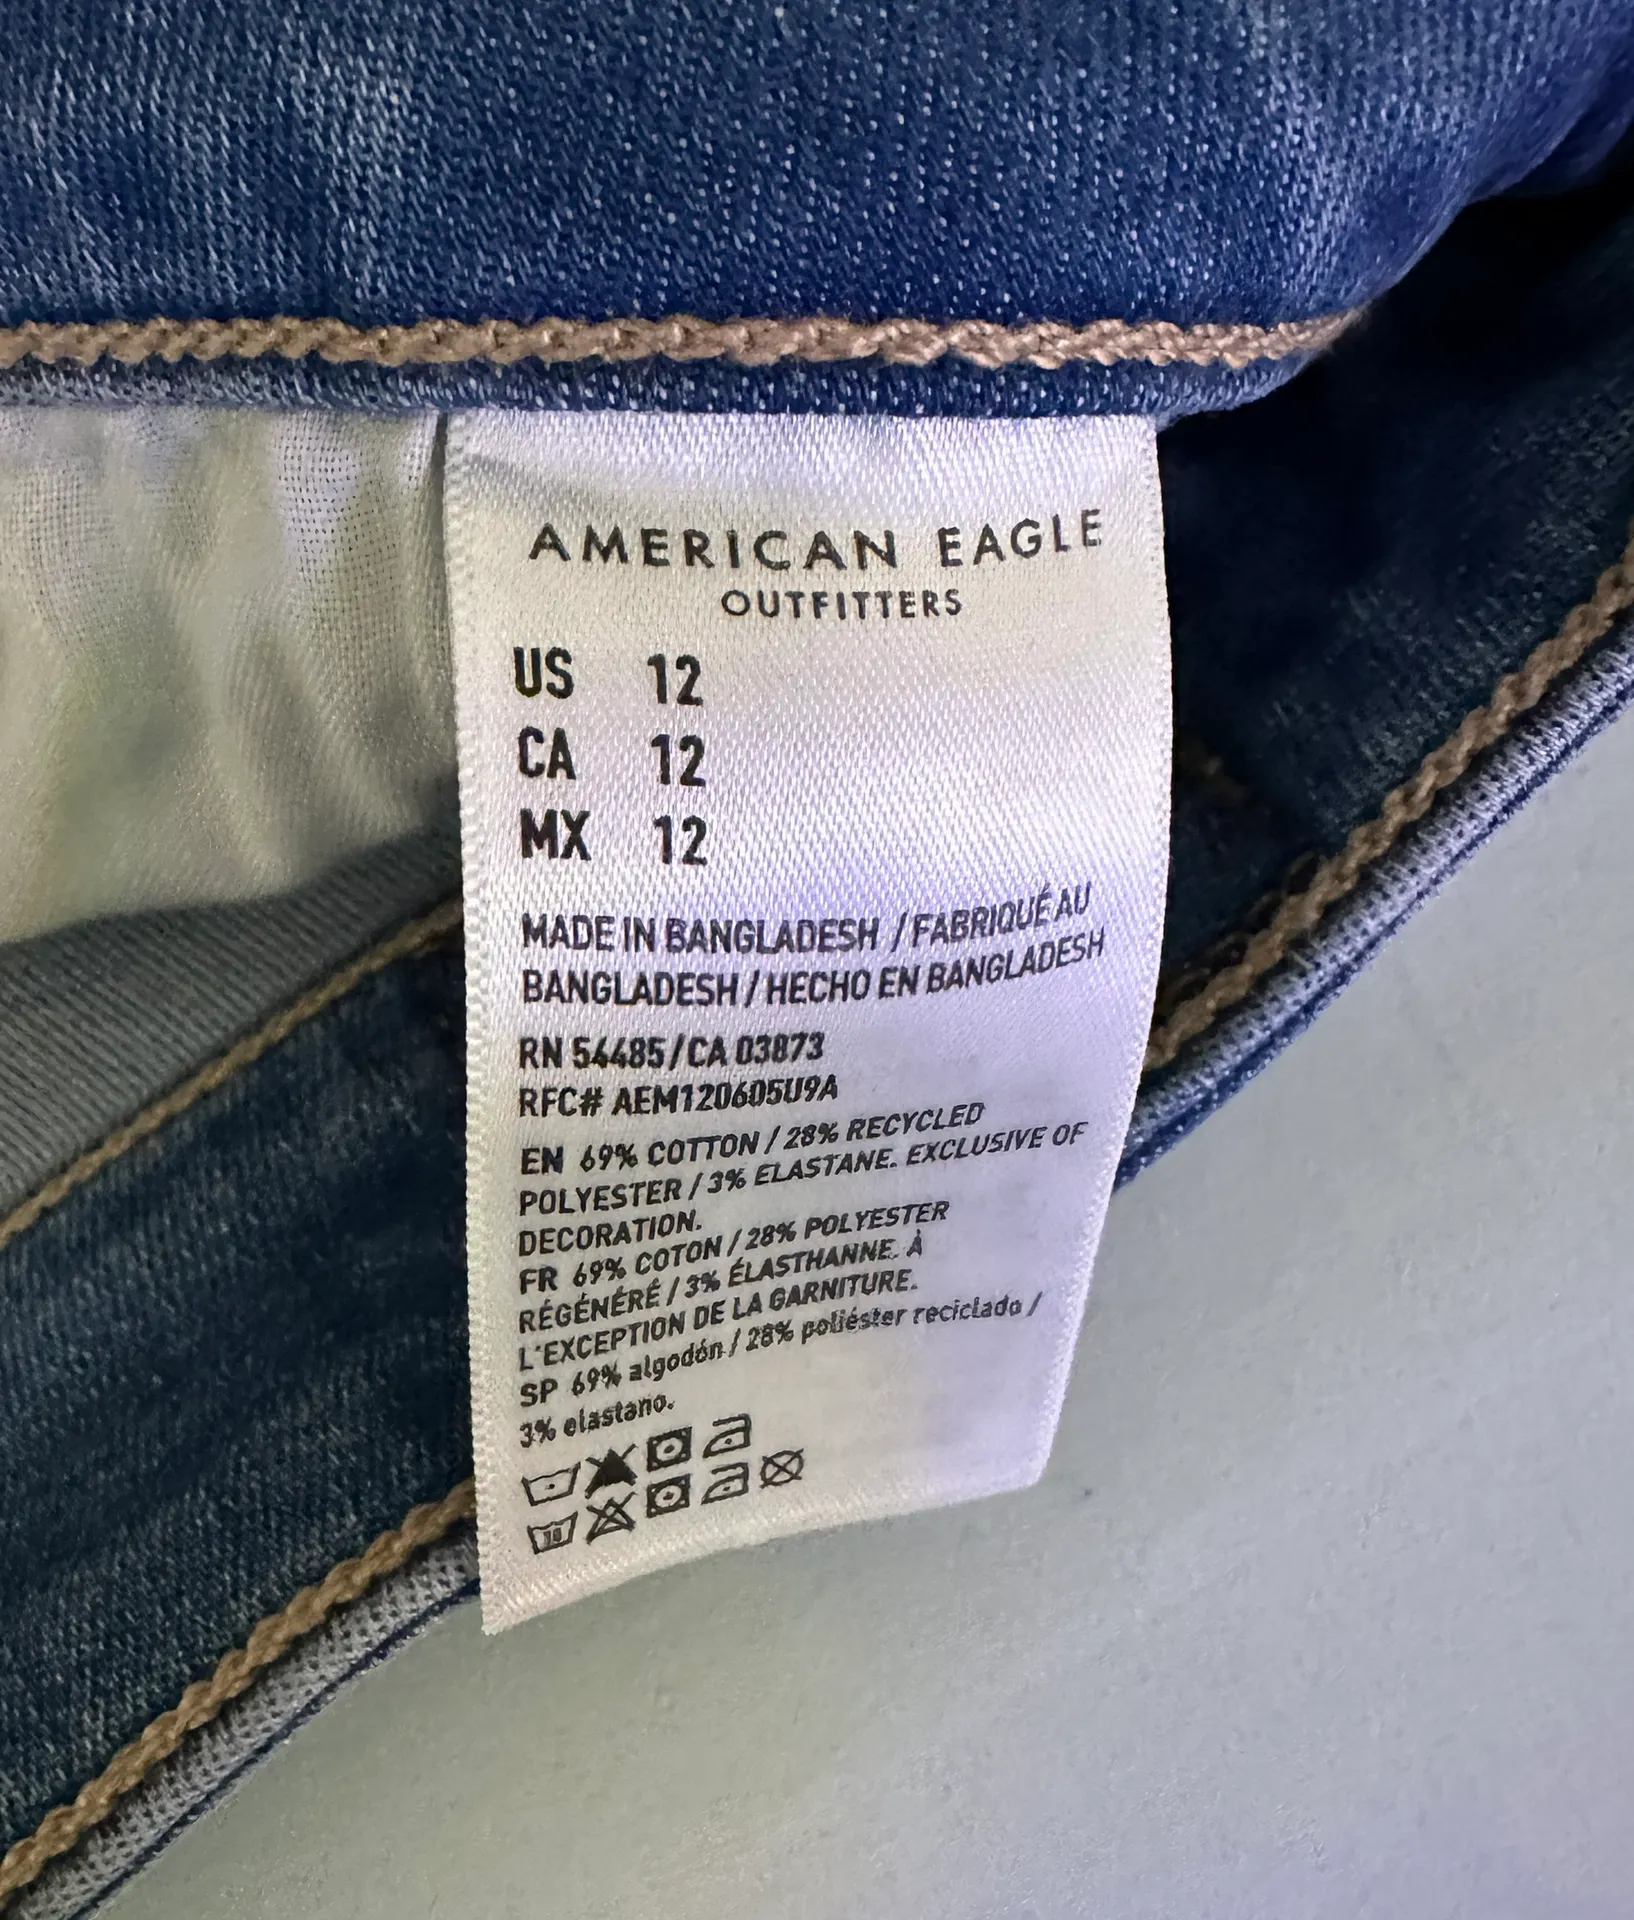 AMERICAN EAGLE
OUTFITTERS
US 12
CA 12
MX 12
MADE IN BANGLADESH / FABRIQUÉ AU
BANGLADESH / HECHO EN BANGLADESH
RN 54485/CA 03873
RFC# AEM120605U9A
EN 69% COTTON / 28% RECYCLED
POLYESTER / 3% ELASTANE. EXCLUSIVE OF
DECORATION.
FR 69% COTON / 28% POLYESTER
RÉGÉNÉRÉ / 3% ÉLASTHANNE. À
L'EXCEPTION DE LA GARNITURE.
SP 69% algodón / 28% poliéster reciclado /
3% elastano.